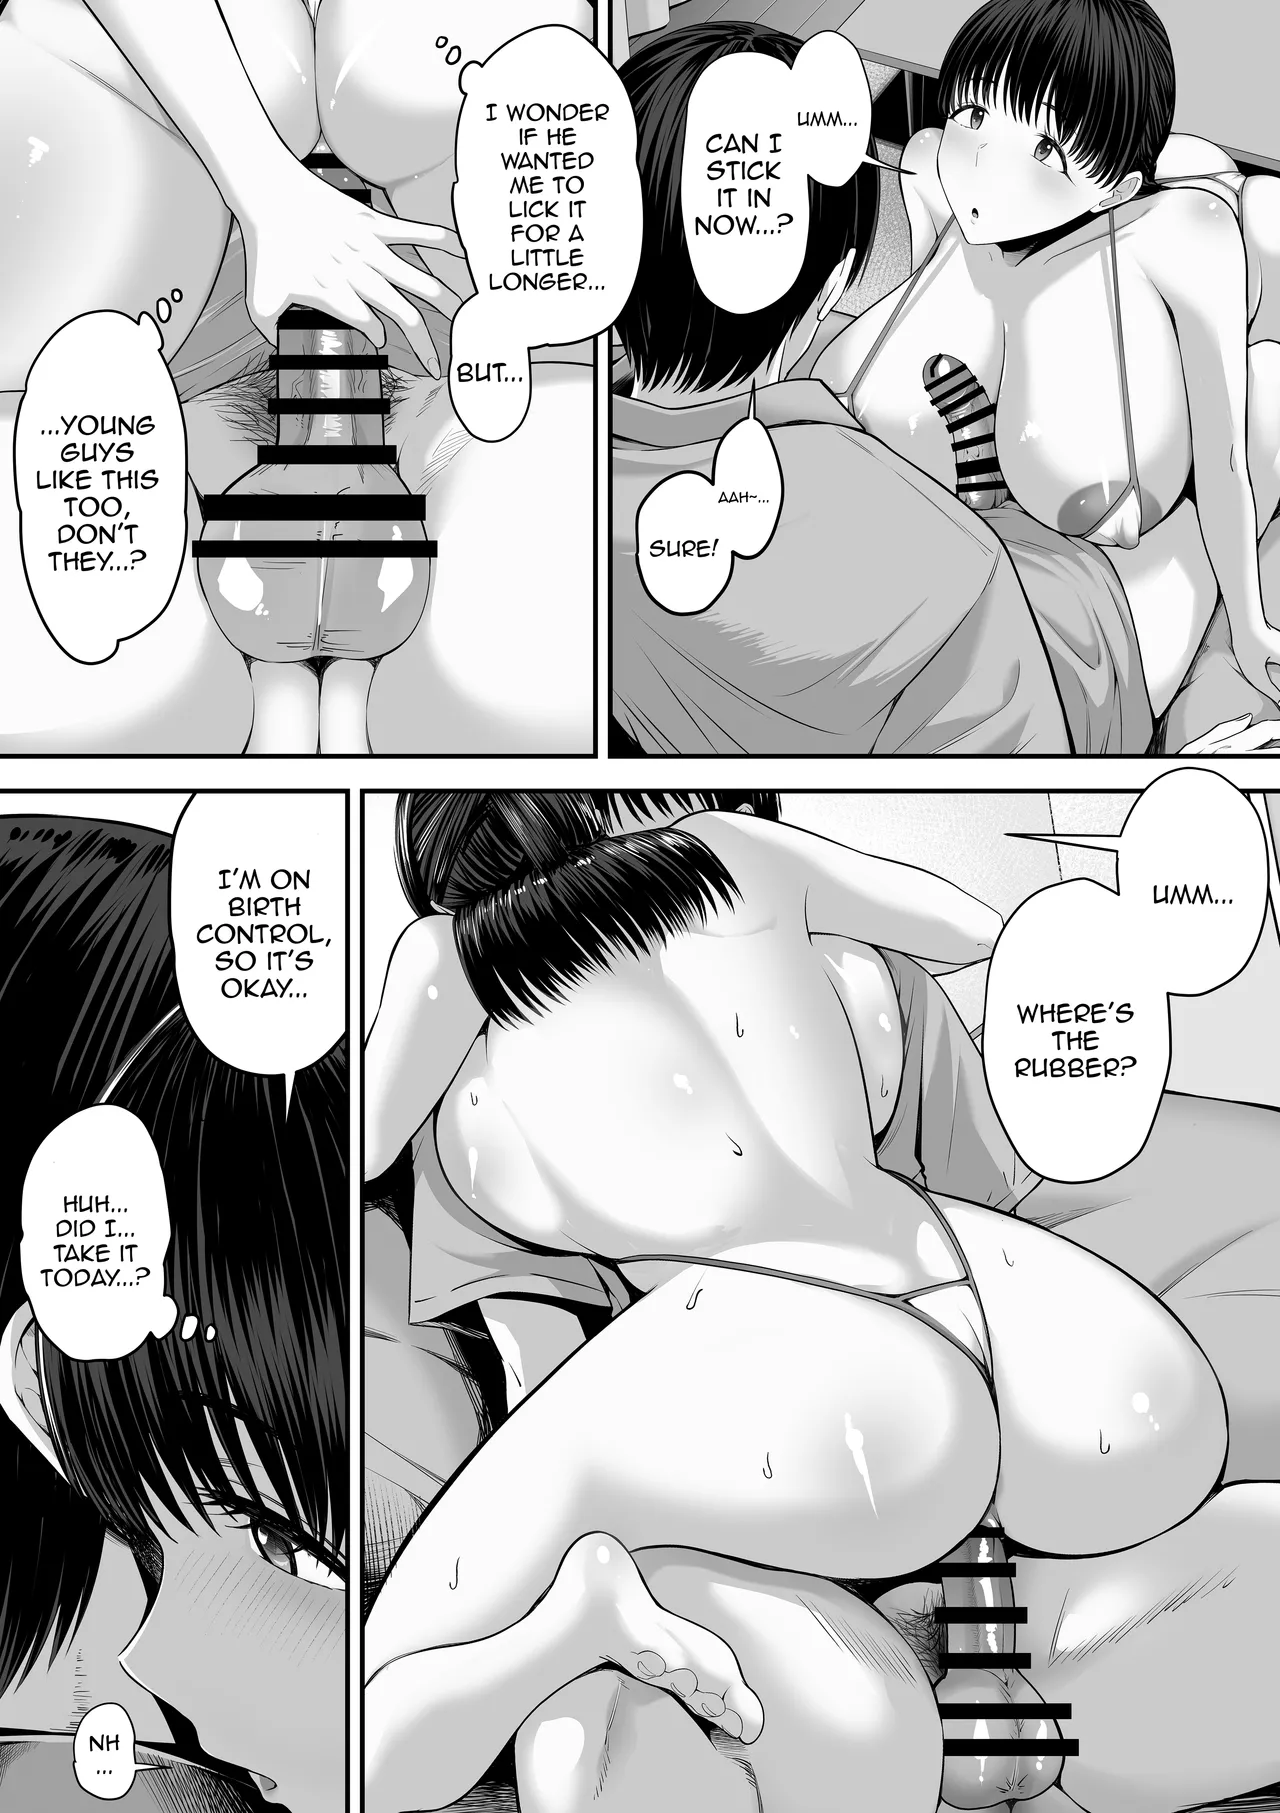 UMM...
CAN I
STICK
IT IN
NOW...?
AAH~...
SURE!
I WONDER
IF HE
WANTED
ME TO
LICK IT
FOR A
LITTLE
LONGER...
BUT...
...YOUNG
GUYS
LIKE THIS
TOO,
DON'T
THEY...?
UMM...
WHERE'S
THE
RUBBER?
I'M ON
BIRTH
CONTROL,
SO IT'S
OKAY...
HUH...
DID I...
TAKE IT
TODAY...?
NH
...